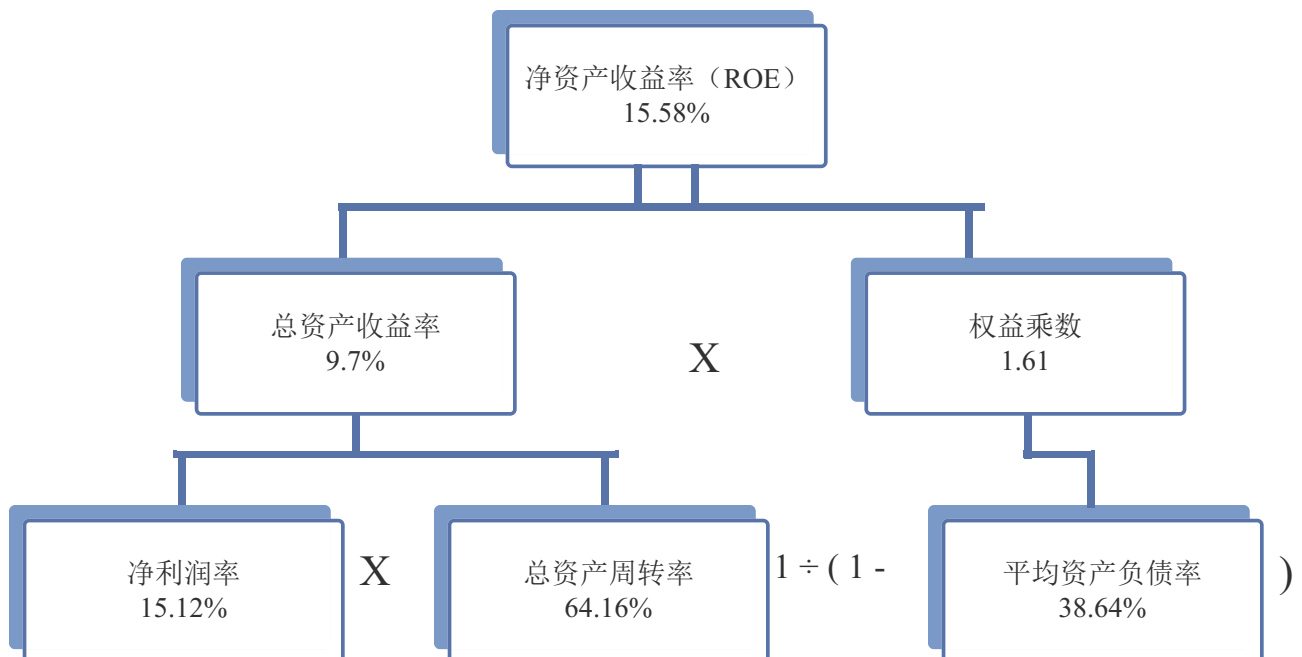 净资产收益率（ROE）
15.58%
总资产收益率
9.7%
X
权益乘数
1.61
净利润率
15.12%
X
总资产周转率
64.16%
1 ÷ ( 1 -
平均资产负债率
38.64%
)